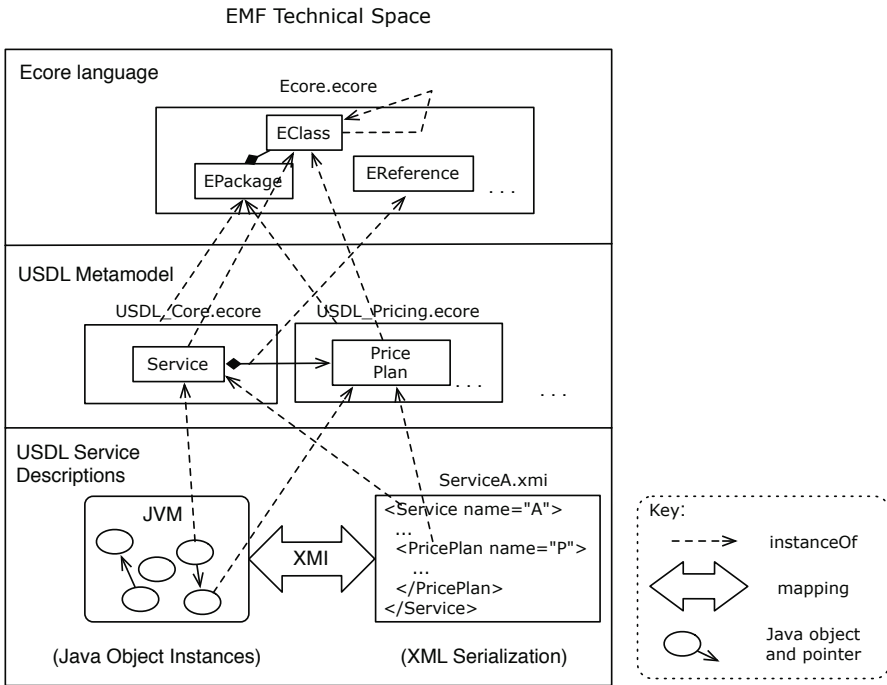 EMF Technical Space
Ecore language
Ecore.ecore
EClass
EPackage
EReference
. . .
USDL Metamodel
USDL_Core.ecore
USDL_Pricing.ecore
Service
Price
Plan
. . .
. . .
USDL Service
Descriptions
ServiceA.xmi
JVM
XMI
<Service name="A">
...
<PricePlan name="P">
...
</PricePlan>
</Service>
(Java Object Instances)
(XML Serialization)
Key:
instanceOf
mapping
Java object
and pointer